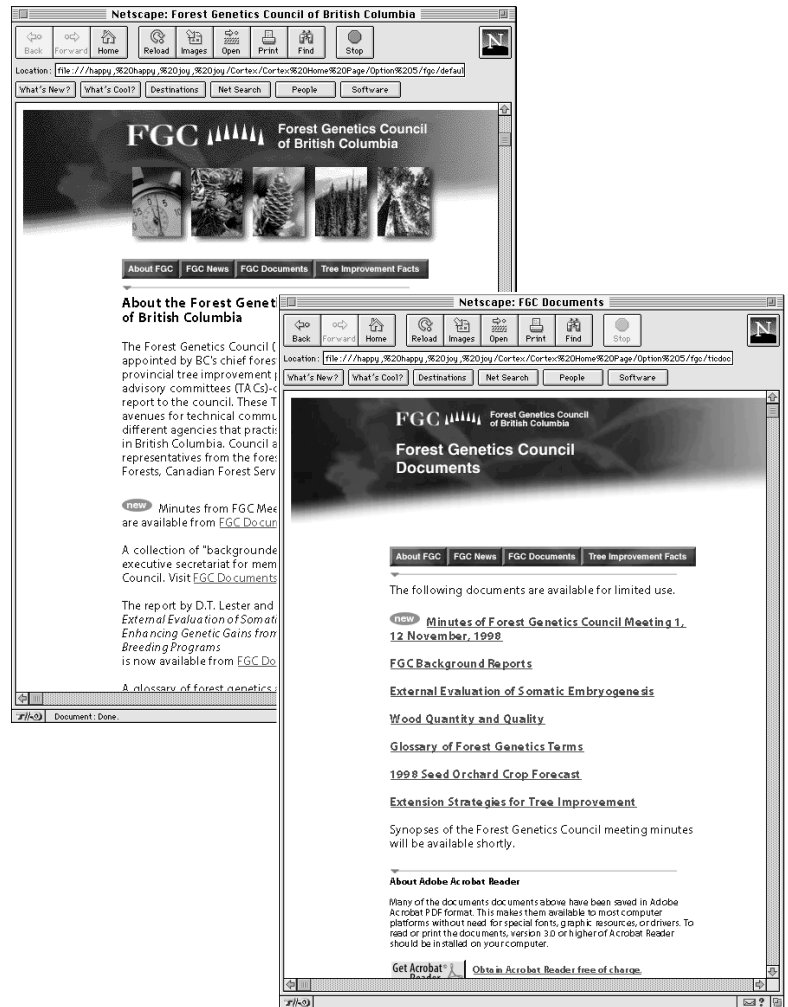 Netscape: Forest Genetics Council of British Columbia
Back Forward Home Reload Images Open Print Find Stop
N
Location: file:///happy,%20happy,%20joy,%20joy/Cortex/Cortex%20Home%20Page/Option%205/fgc/defaul
What's New? What's Cool? Destinations Net Search People Software
FGC Forest Genetics Council
of British Columbia
About FGC FGC News FGC Documents Tree Improvement Facts
About the Forest Geneti
of British Columbia
The Forest Genetics Council (
appointed by BC's chief fores
provincial tree improvement p
advisory committees (TACs)-c
report to the council. These T
avenues for technical commu
different agencies that practis
in British Columbia. Council a
representatives from the fores
Forests, Canadian Forest Serv
new Minutes from FGC Mee
are available from FGC Docum
A collection of "backgrounde
executive secretariat for mem
Council. Visit FGC Documents
The report by D.T. Lester and
External Evaluation of Somati
Enhancing Genetic Gains from
Breeding Programs
is now available from FGC Do
A glossary of forest genetics
Document: Done.
Netscape: FGC Documents
Back Forward Home Reload Images Open Print Find Stop
N
Location: file:///happy,%20happy,%20joy,%20joy/Cortex/Cortex%20Home%20Page/Option%205/fgc/ticdoc
What's New? What's Cool? Destinations Net Search People Software
FGC Forest Genetics Council
of British Columbia
Forest Genetics Council
Documents
About FGC FGC News FGC Documents Tree Improvement Facts
The following documents are available for limited use.
new Minutes of Forest Genetics Council Meeting 1,
12 November, 1998
FGC Background Reports
External Evaluation of Somatic Embryogenesis
Wood Quantity and Quality
Glossary of Forest Genetics Terms
1998 Seed Orchard Crop Forecast
Extension Strategies for Tree Improvement
Synopses of the Forest Genetics Council meeting minutes
will be available shortly.
About Adobe Acrobat Reader
Many of the documents documents above have been saved in Adobe
Acrobat PDF format. This makes them available to most computer
platforms without need for special fonts, graphic resources, or drivers. To
read or print the documents, version 3.0 or higher of Acrobat Reader
should be installed on your computer.
Get Acrobat® Reader Obtain Acrobat Reader free of charge.